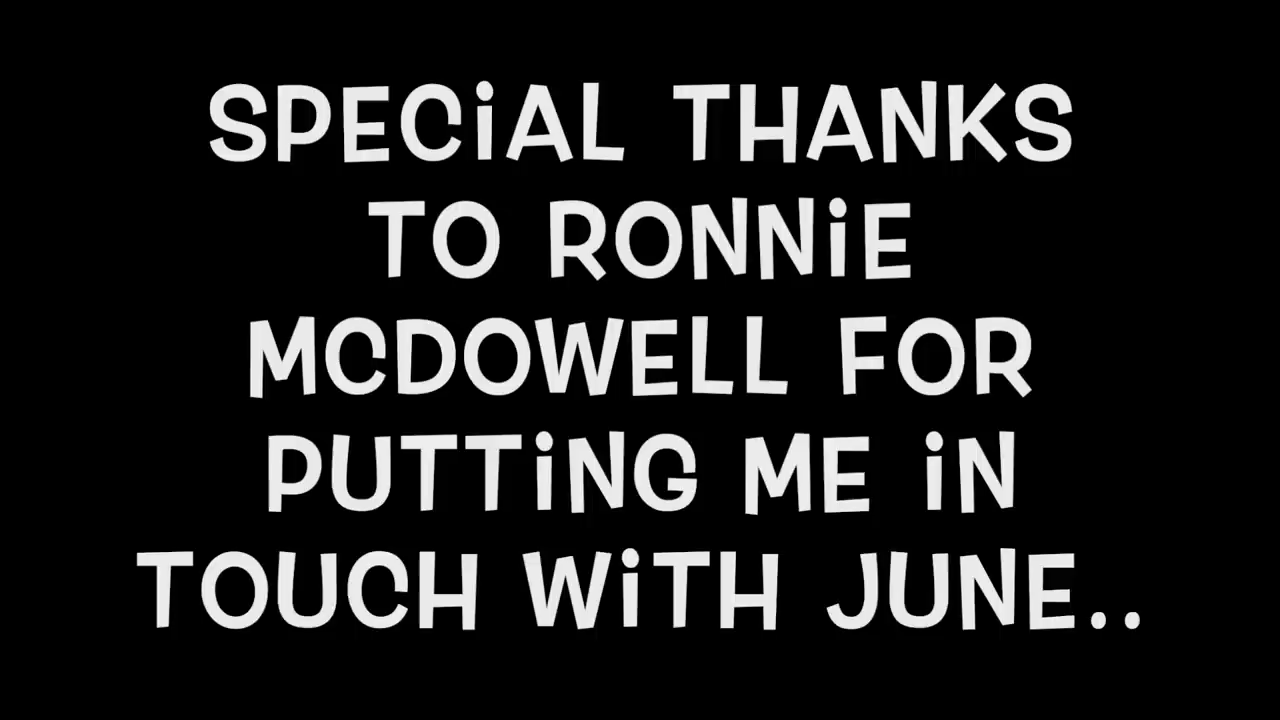 SPECiAL THANKS
TO RONNiE
MCDOWELL FOR
PUTTiNG ME iN
TOUCH WiTH JUNE..